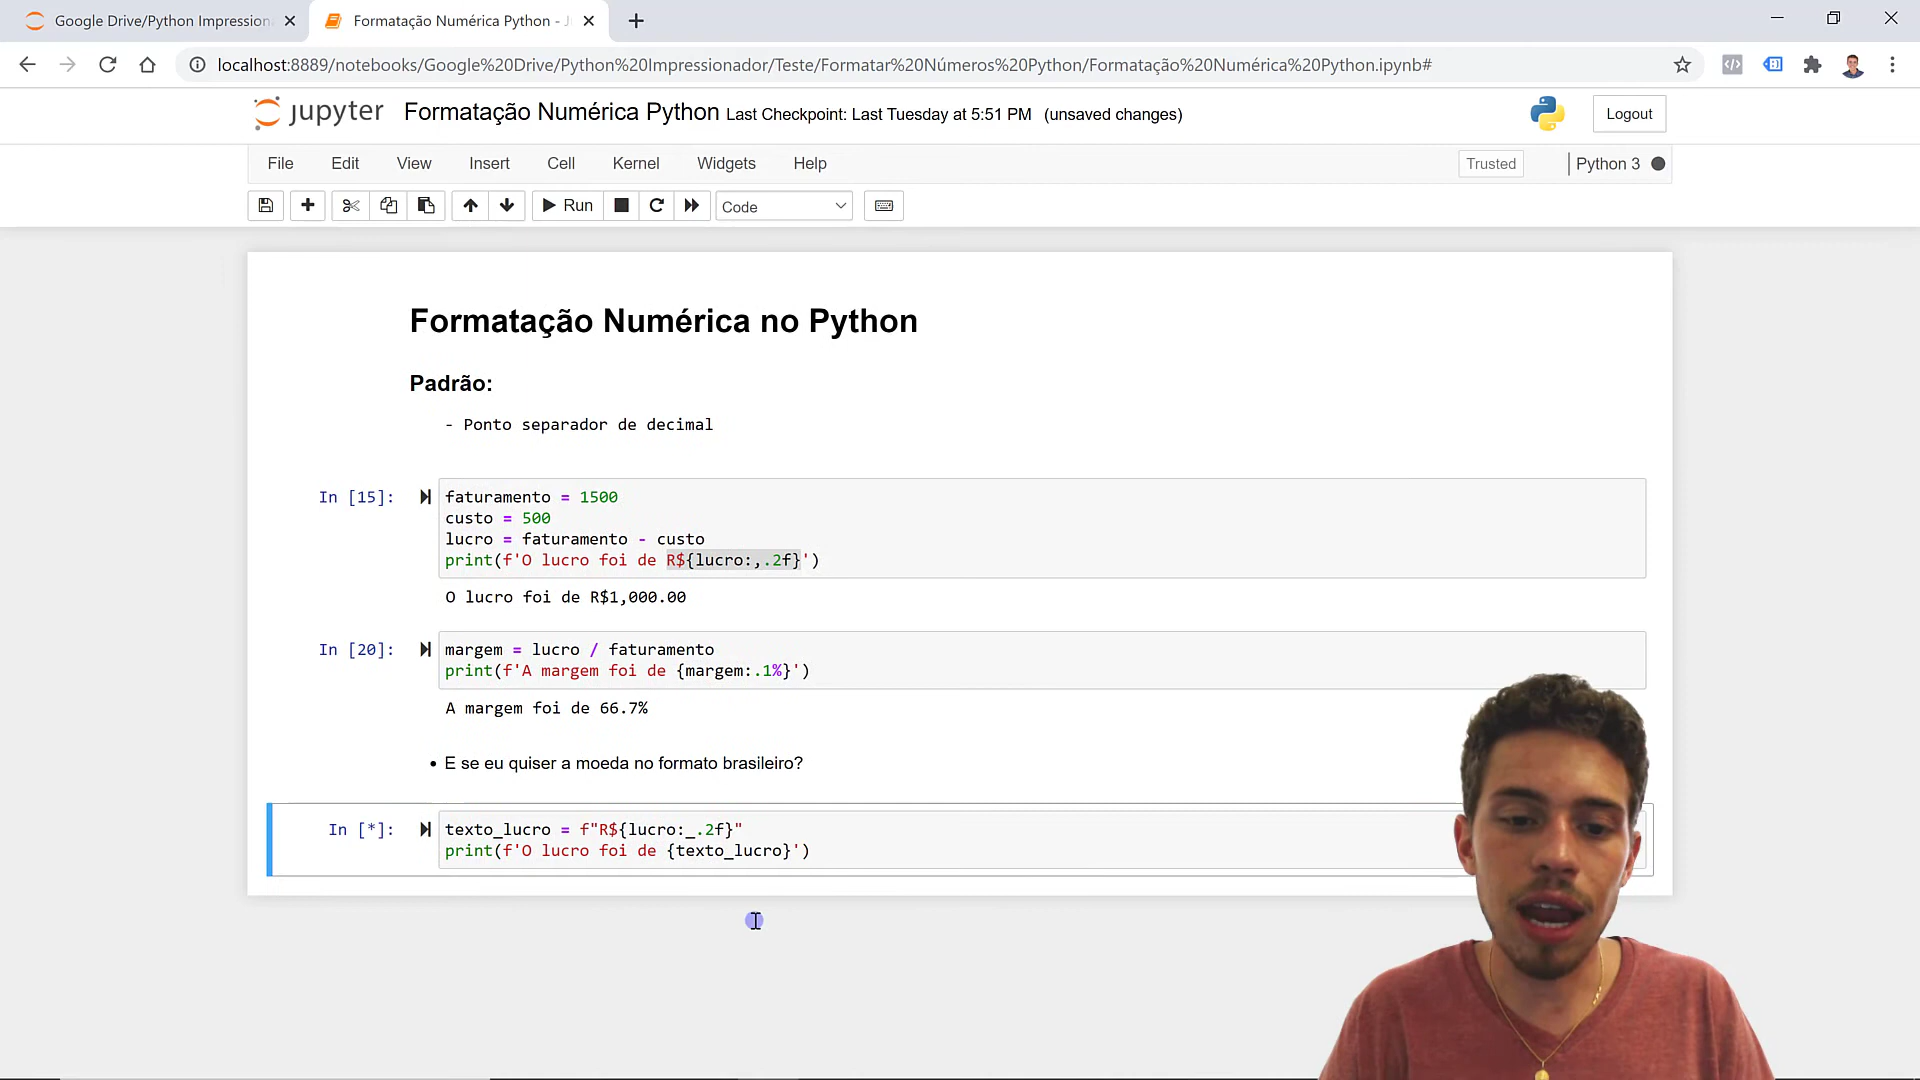 Google Drive/Python Impression
Formatação Numérica Python - J
localhost:8889/notebooks/Google%20Drive/Python%20Impressionador/Teste/Formatar%20Números%20Python/Formatação%20Numérica%20Python.ipynb#
jupyter Formatação Numérica Python Last Checkpoint: Last Tuesday at 5:51 PM (unsaved changes)
Logout
File Edit View Insert Cell Kernel Widgets Help
Trusted
Python 3
Run
Code
Formatação Numérica no Python
Padrão:
- Ponto separador de decimal
In [15]:
faturamento = 1500
custo = 500
lucro = faturamento - custo
print(f'O lucro foi de R${lucro:,.2f}')
O lucro foi de R$1,000.00
In [20]:
margem = lucro / faturamento
print(f'A margem foi de {margem:.1%}')
A margem foi de 66.7%
• E se eu quiser a moeda no formato brasileiro?
In [*]:
texto_lucro = f"R${lucro:_.2f}"
print(f'O lucro foi de {texto_lucro}')